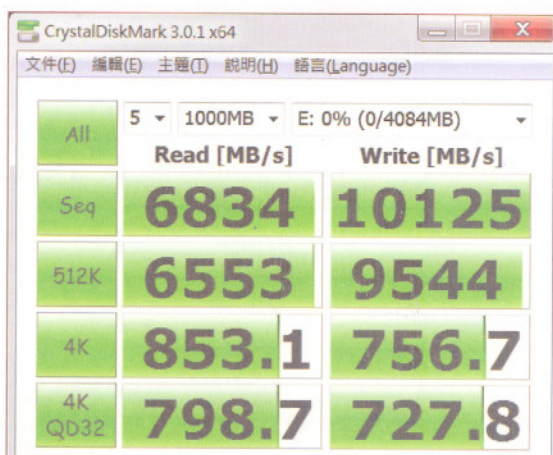 CrystalDiskMark 3.0.1 x64
文件(F) 編輯(E) 主題(T) 說明(H) 語言(Language)
All 5 1000MB E: 0% (0/4084MB)
Read [MB/s] Write [MB/s]
Seq 6834 10125
512K 6553 9544
4K 853.1 756.7
4K QD32 798.7 727.8